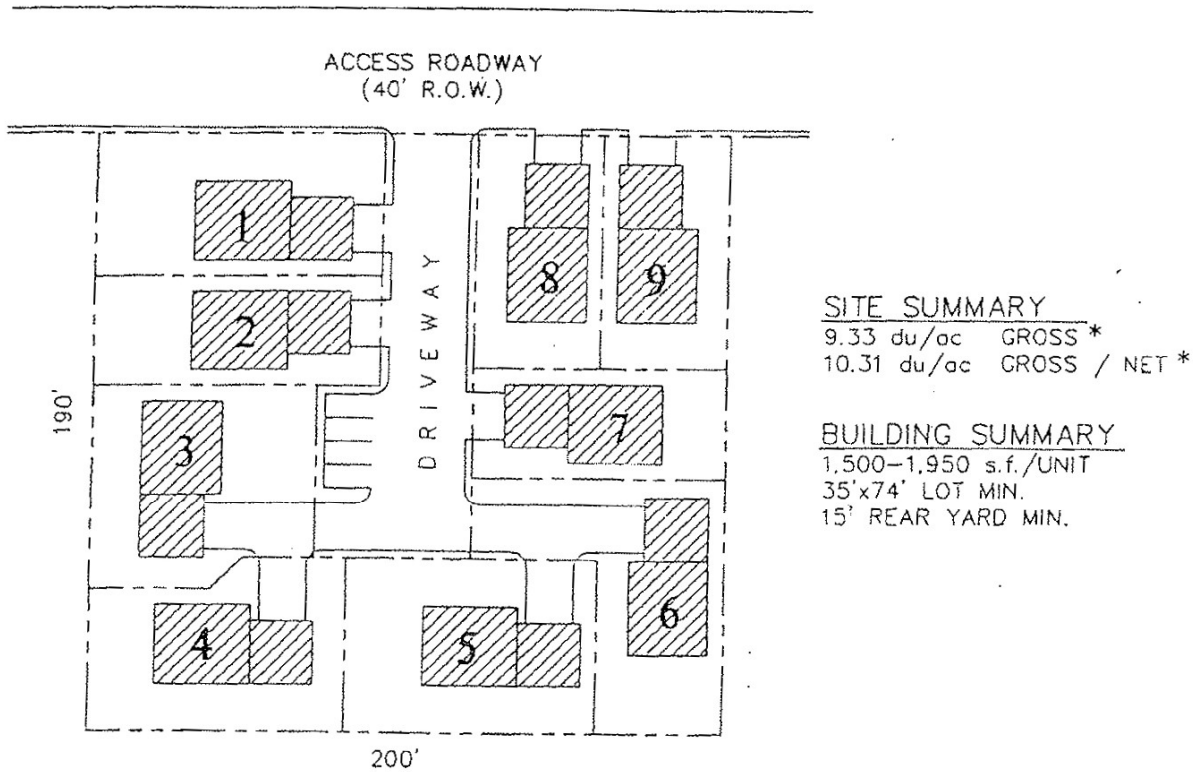 ACCESS ROADWAY
(40' R.O.W.)
1
2
3
4
5
6
7
8
9
DRIVEWAY
190'
200'
SITE SUMMARY
9.33 du/ac GROSS *
10.31 du/ac GROSS / NET *
BUILDING SUMMARY
1,500-1,950 s.f./UNIT
35'x74' LOT MIN.
15' REAR YARD MIN.